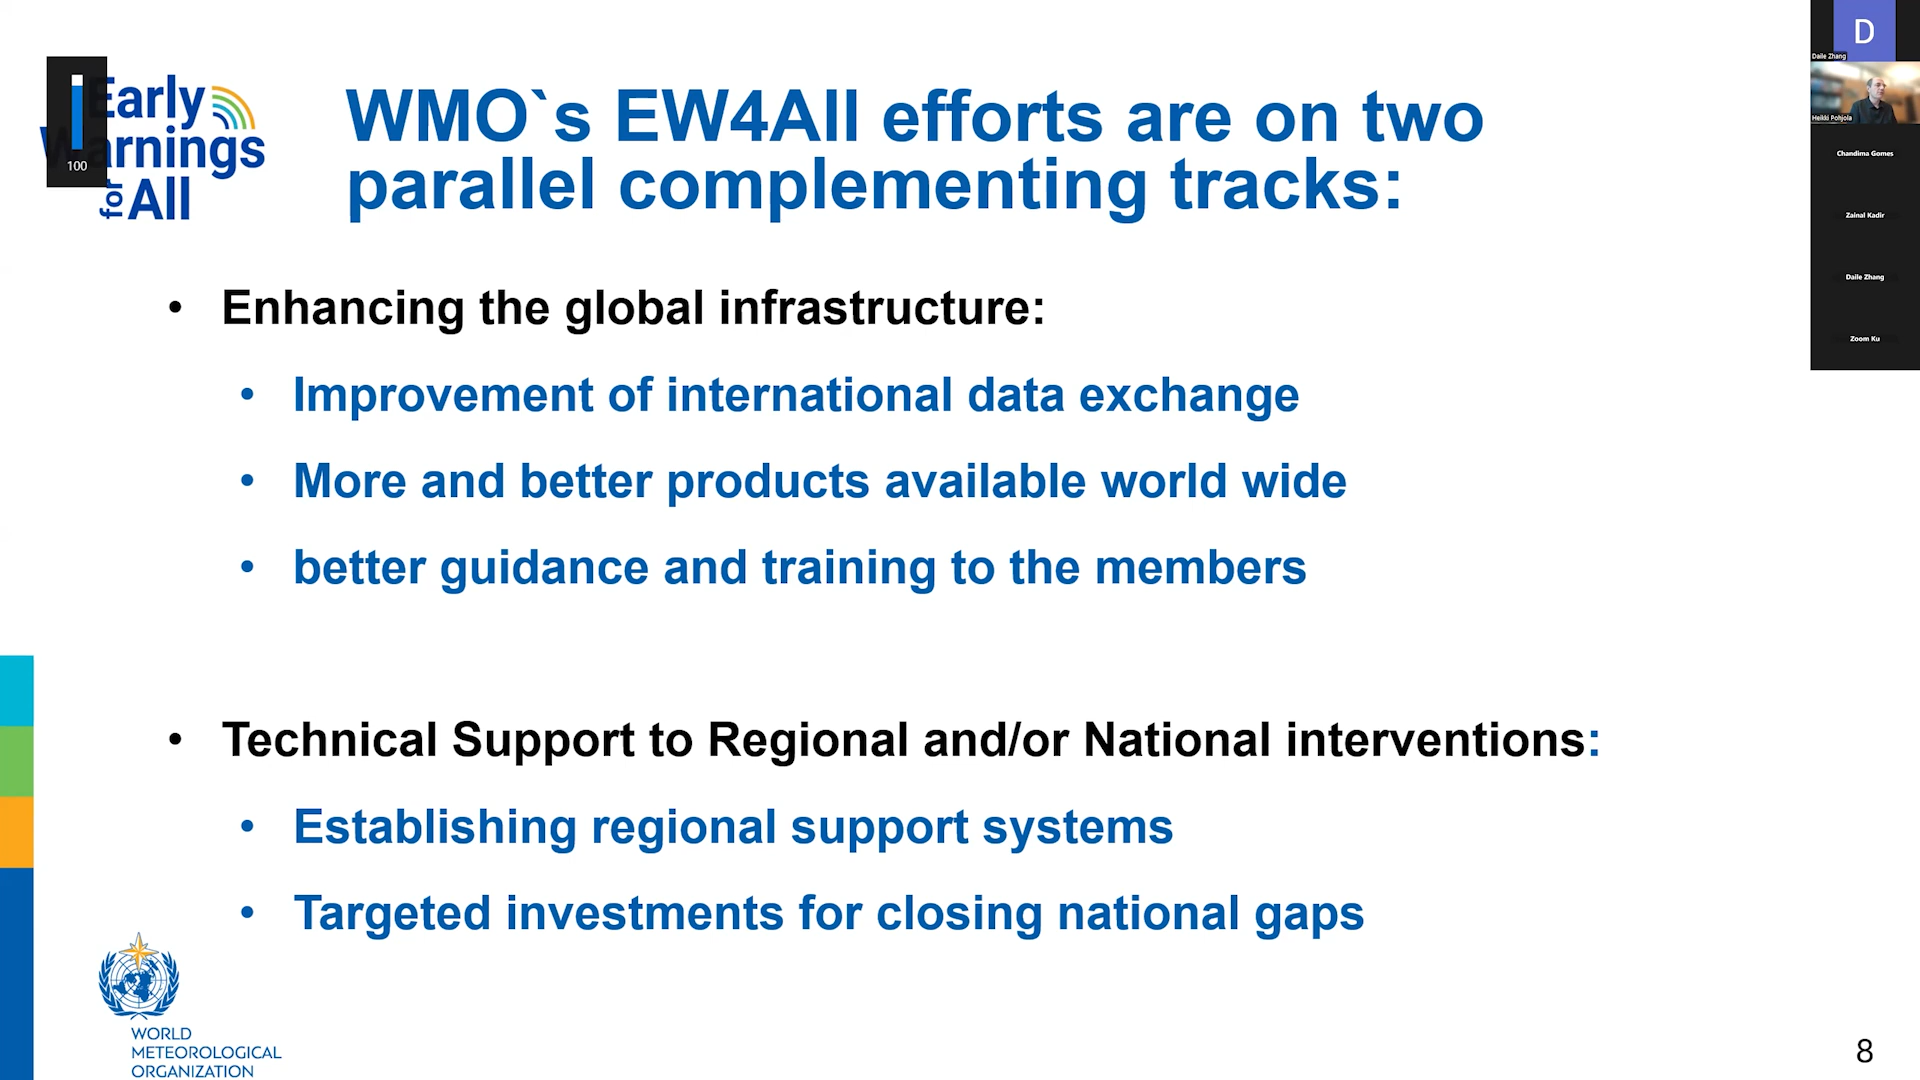 Early
Warnings
for All
100
WMO`s EW4All efforts are on two
parallel complementing tracks:
• Enhancing the global infrastructure:
• Improvement of international data exchange
• More and better products available world wide
• better guidance and training to the members
• Technical Support to Regional and/or National interventions:
• Establishing regional support systems
• Targeted investments for closing national gaps
WORLD
METEOROLOGICAL
ORGANIZATION
8
D
Daile Zhang
Heikki Pohjola
Chandima Gomes
Zainal Kadir
Daile Zhang
Zoom Ku